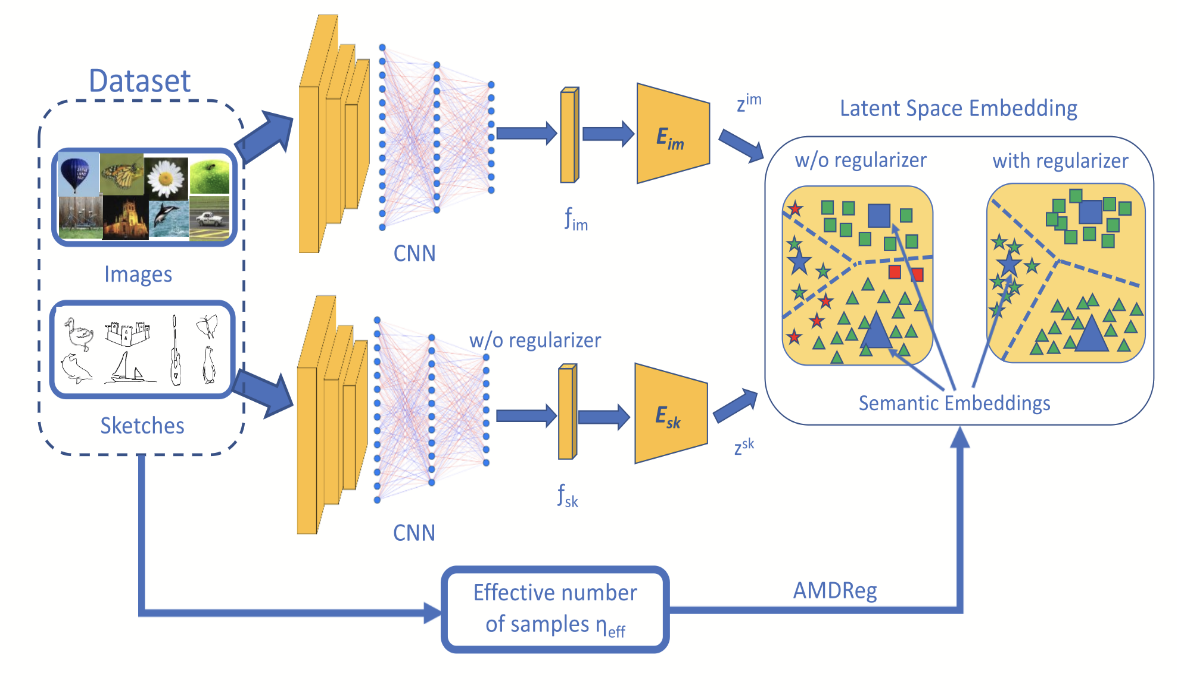 Dataset
Images
Sketches
CNN
f_im
E_im
z^im
CNN
w/o regularizer
f_sk
E_sk
z^sk
Latent Space Embedding
w/o regularizer
with regularizer
Semantic Embeddings
Effective number
of samples η_eff
AMDReg